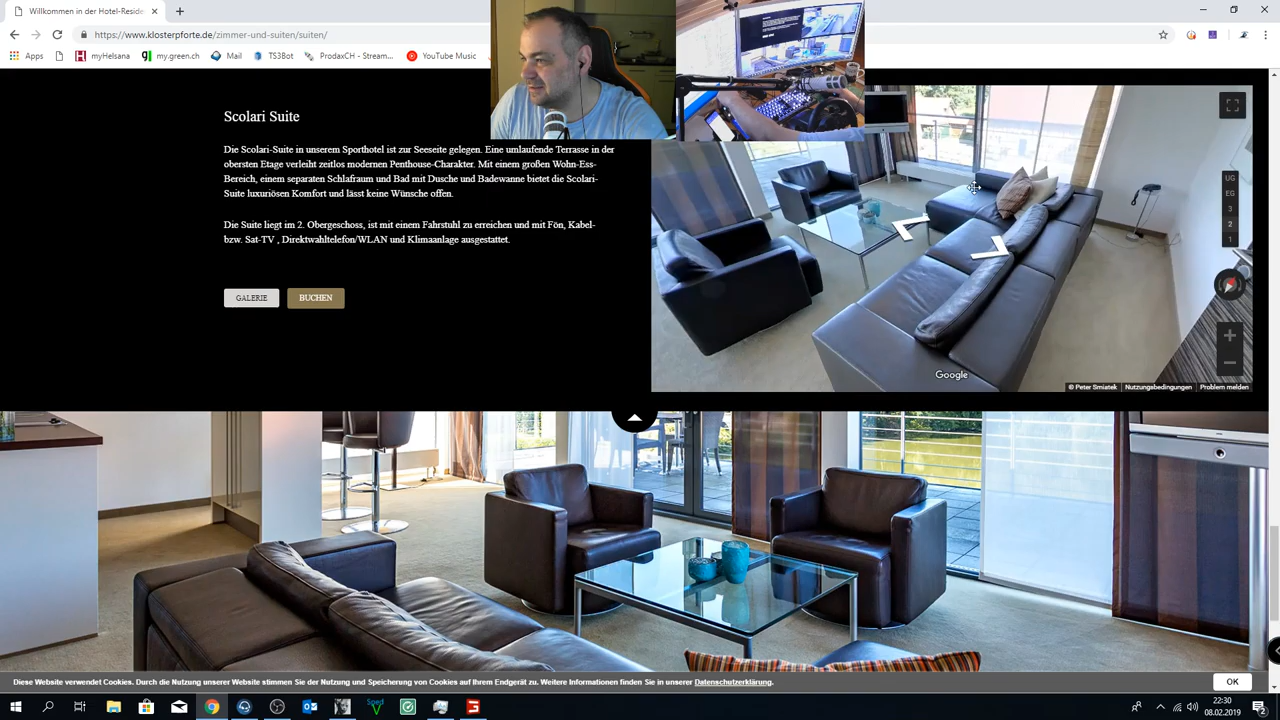 Willkommen in der Hotel-Resid
https://www.klosterpforte.de/zimmer-und-suiten/suiten/
myHelsana
my.green.ch
Mail
TS3Bot
ProdaxCH - Stream...
YouTube Music
Scolari Suite
Die Scolari-Suite in unserem Sporthotel ist zur Seeseite gelegen. Eine umlaufende Terrasse in der
obersten Etage verleiht zeitlos modernen Penthouse-Charakter. Mit einem großen Wohn-Ess-
Bereich, einem separaten Schlafraum und Bad mit Dusche und Badewanne bietet die Scolari-
Suite luxuriösen Komfort und lässt keine Wünsche offen.
Die Suite liegt im 2. Obergeschoss, ist mit einem Fahrstuhl zu erreichen und mit Fön, Kabel-
bzw. Sat-TV , Direktwahltelefon/WLAN und Klimaanlage ausgestattet.
GALERIE
BUCHEN
UG
EG
3
2
1
Google
© Peter Smiatek
Nutzungsbedingungen
Problem melden
Diese Website verwendet Cookies. Durch die Nutzung unserer Website stimmen Sie der Nutzung und Speicherung von Cookies auf Ihrem Endgerät zu. Weitere Informationen finden Sie in unserer Datenschutzerklärung.
OK
22:30
08.02.2019